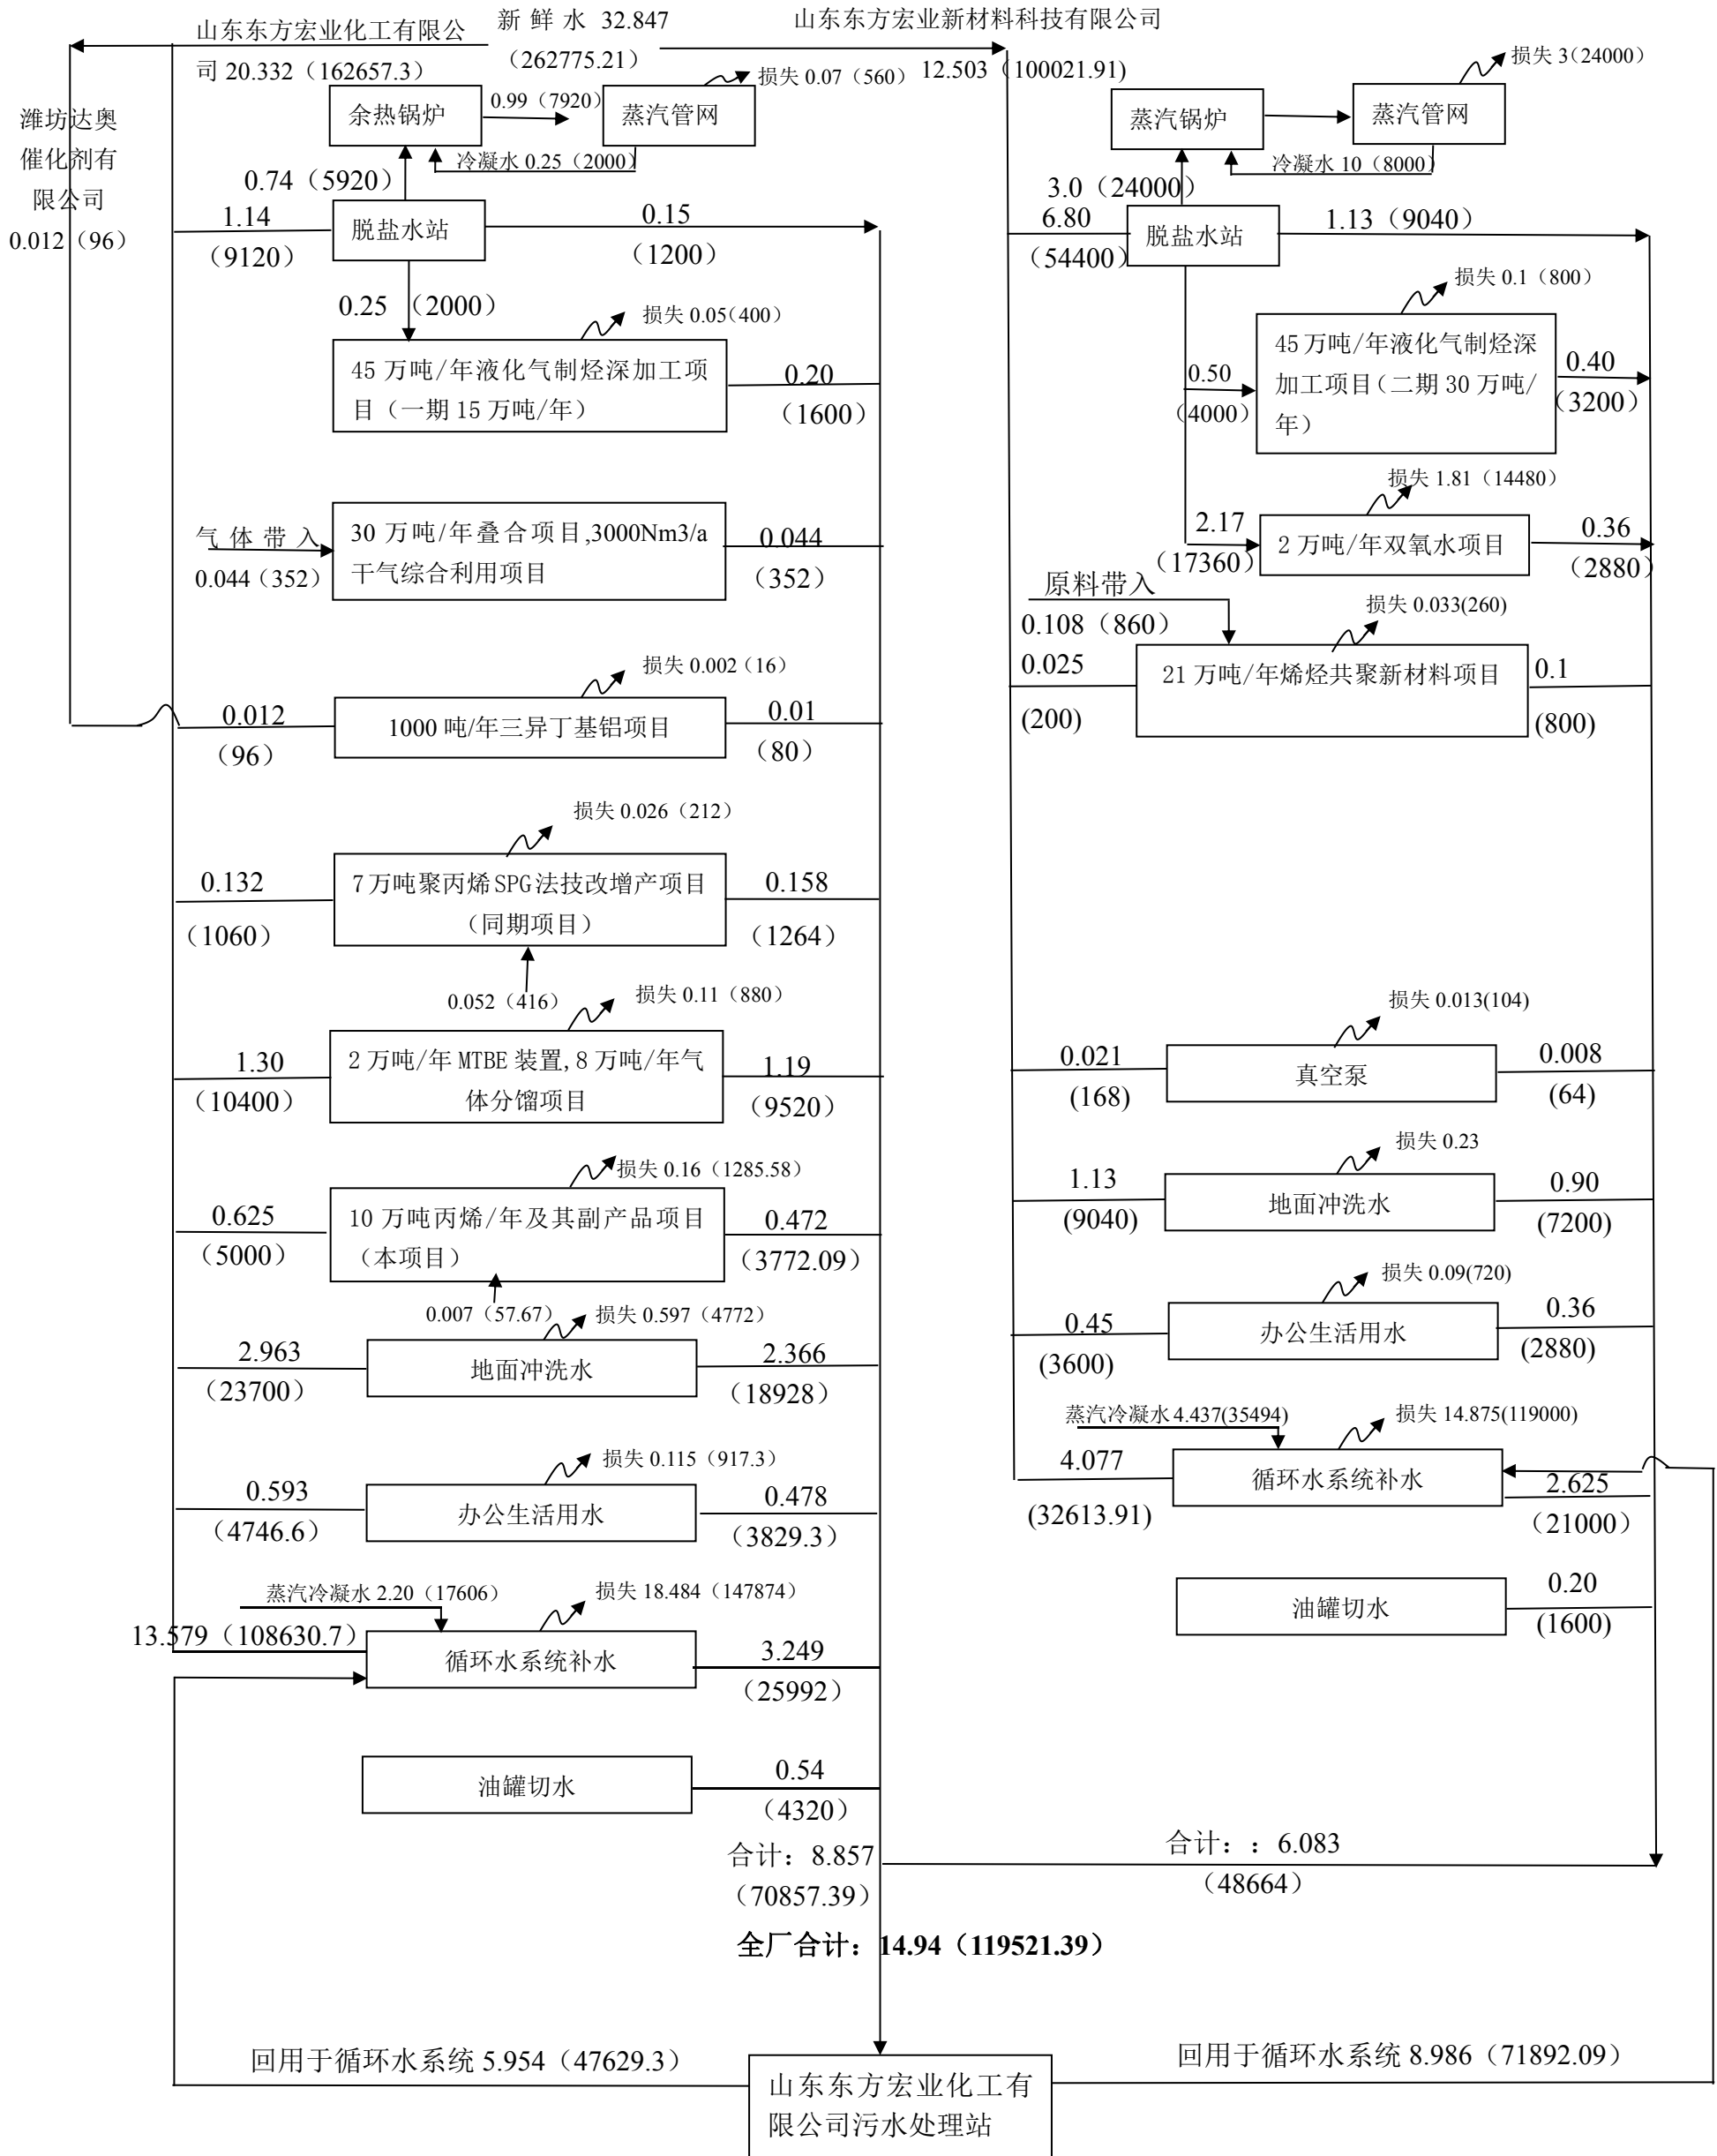 新鲜水 32.847
(262775.21)
山东东方宏业化工有限公
司 20.332（162657.3）
山东东方宏业新材料科技有限公司
12.503（100021.91)
潍坊达奥
催化剂有
限公司
0.012（96）
余热锅炉
0.99（7920）
蒸汽管网
损失 0.07（560）
冷凝水 0.25（2000）
0.74（5920）
1.14
（9120）
脱盐水站
0.15
（1200）
0.25（2000）
损失 0.05(400）
45 万吨/年液化气制烃深加工项
目（一期 15 万吨/年）
0.20
（1600）
气体带入
0.044（352）
30 万吨/年叠合项目,3000Nm3/a
干气综合利用项目
0.044
（352）
损失 0.002（16）
0.012
（96）
1000 吨/年三异丁基铝项目
0.01
（80）
损失 0.026（212）
0.132
（1060）
7 万吨聚丙烯 SPG 法技改增产项目
（同期项目）
0.158
（1264）
0.052（416）
损失 0.11（880）
1.30
（10400）
2 万吨/年 MTBE 装置,8 万吨/年气
体分馏项目
1.19
（9520）
损失 0.16（1285.58）
0.625
（5000）
10 万吨丙烯/年及其副产品项目
（本项目）
0.472
（3772.09）
0.007（57.67）
损失 0.597（4772）
2.963
（23700）
地面冲洗水
2.366
（18928）
损失 0.115（917.3）
0.593
（4746.6）
办公生活用水
0.478
（3829.3）
蒸汽冷凝水 2.20（17606）
损失 18.484（147874）
13.579（108630.7）
循环水系统补水
3.249
（25992）
油罐切水
0.54
（4320）
合计：8.857
（70857.39）
蒸汽锅炉
蒸汽管网
损失 3(24000）
冷凝水 10（8000）
3.0（24000）
6.80
（54400）
脱盐水站
1.13（9040）
损失 0.1（800）
0.50
（4000）
45 万吨/年液化气制烃深
加工项目（二期 30 万吨/
年）
0.40
（3200）
损失 1.81（14480）
2.17
（17360）
2 万吨/年双氧水项目
0.36
（2880）
原料带入
0.108（860）
损失 0.033(260)
0.025
(200)
21 万吨/年烯烃共聚新材料项目
0.1
(800)
损失 0.013(104)
0.021
(168)
真空泵
0.008
(64)
损失 0.23
1.13
(9040)
地面冲洗水
0.90
(7200)
损失 0.09(720)
0.45
(3600)
办公生活用水
0.36
(2880)
蒸汽冷凝水 4.437(35494)
损失 14.875(119000)
4.077
(32613.91)
循环水系统补水
2.625
（21000）
油罐切水
0.20
(1600)
合计：：6.083
（48664）
全厂合计：14.94（119521.39）
回用于循环水系统 5.954（47629.3）
回用于循环水系统 8.986（71892.09）
山东东方宏业化工有
限公司污水处理站